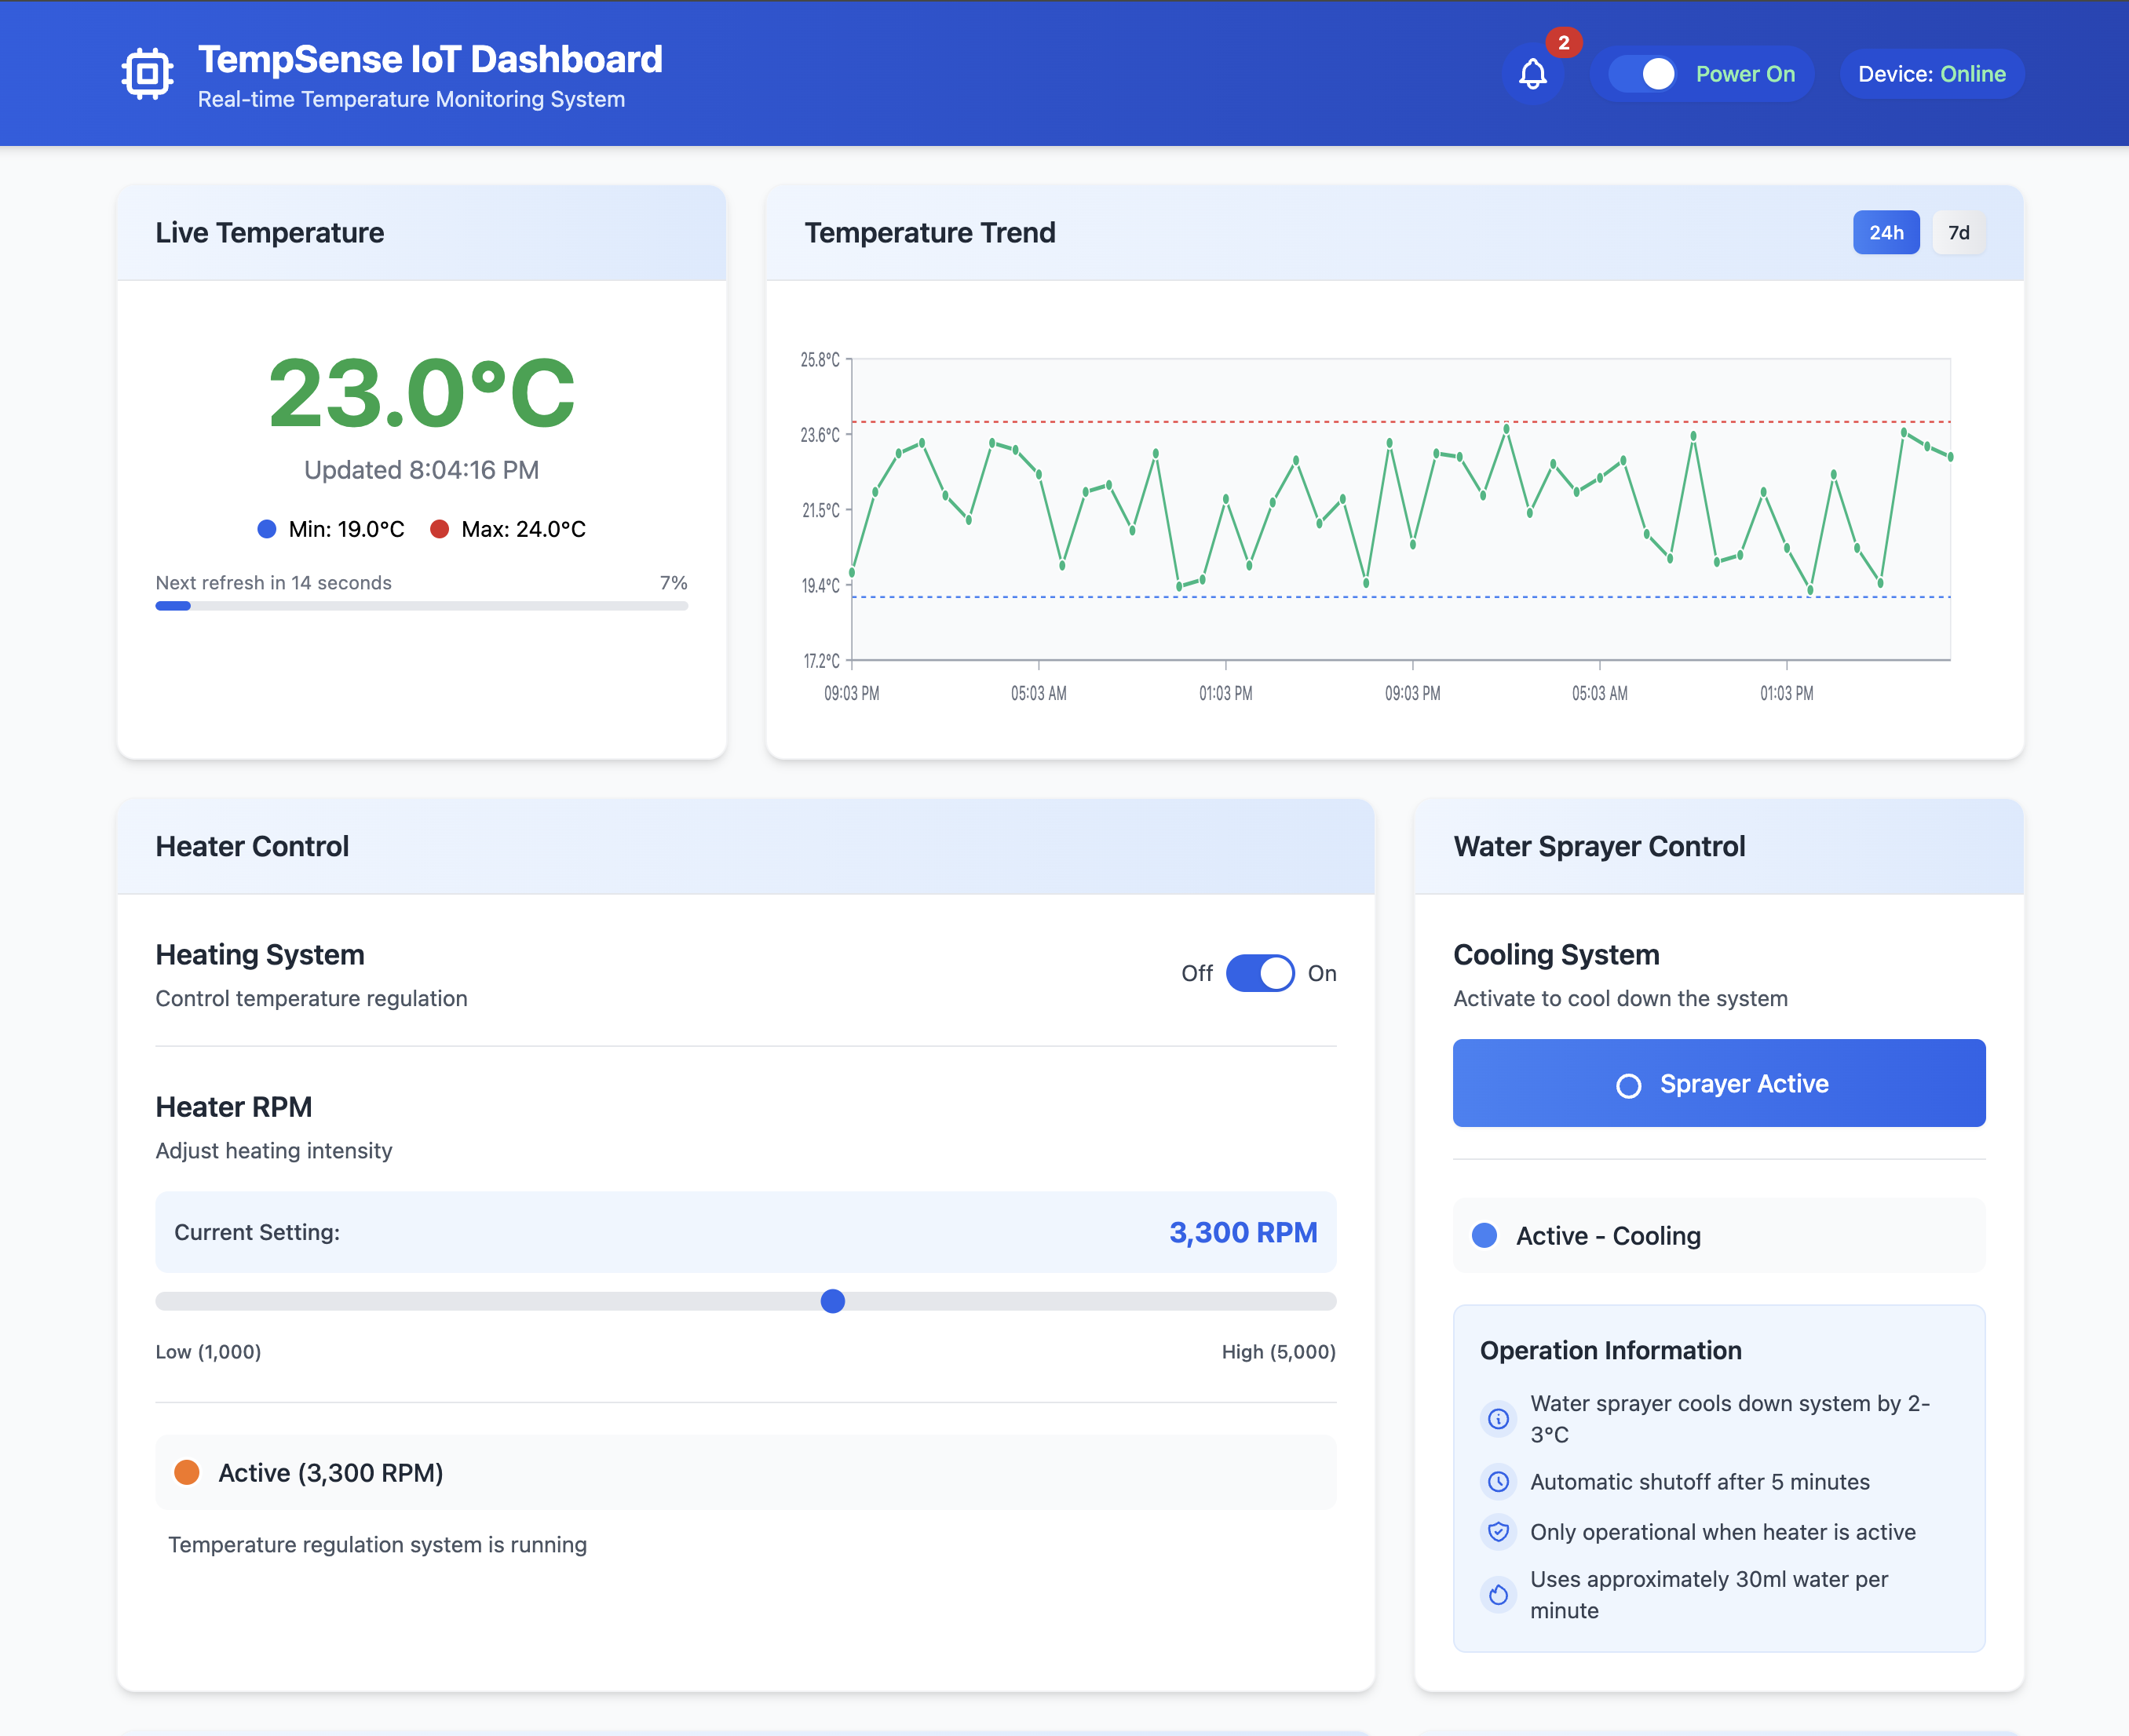 TempSense IoT Dashboard
Real-time Temperature Monitoring System
2
Power On
Device: Online
Live Temperature
23.0°C
Updated 8:04:16 PM
Min: 19.0°C
Max: 24.0°C
Next refresh in 14 seconds
7%
Temperature Trend
24h
7d
25.8°C
23.6°C
21.5°C
19.4°C
17.2°C
09:03 PM
05:03 AM
01:03 PM
09:03 PM
05:03 AM
01:03 PM
Heater Control
Heating System
Control temperature regulation
Off
On
Heater RPM
Adjust heating intensity
Current Setting:
3,300 RPM
Low (1,000)
High (5,000)
Active (3,300 RPM)
Temperature regulation system is running
Water Sprayer Control
Cooling System
Activate to cool down the system
Sprayer Active
Active - Cooling
Operation Information
Water sprayer cools down system by 2-
3°C
Automatic shutoff after 5 minutes
Only operational when heater is active
Uses approximately 30ml water per
minute